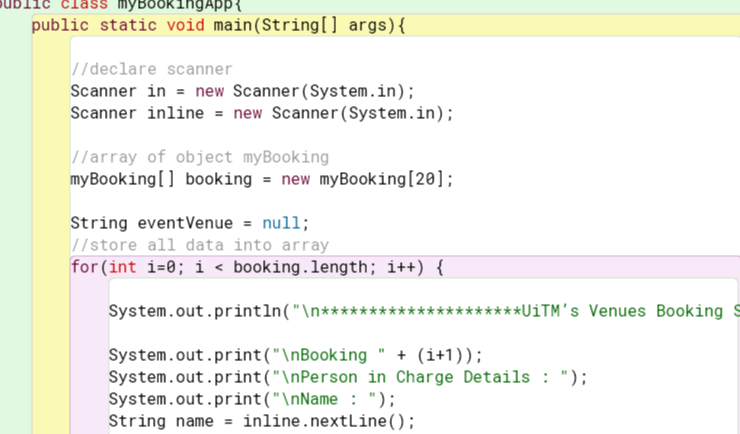 public class myBookingApp{
public static void main(String[] args){
//declare scanner
Scanner in = new Scanner(System.in);
Scanner inline = new Scanner(System.in);
//array of object myBooking
myBooking[] booking = new myBooking[20];
String eventVenue = null;
//store all data into array
for(int i=0; i < booking.length; i++) {
System.out.println("\n*********************UiTM’s Venues Booking S
System.out.print("\nBooking " + (i+1));
System.out.print("\nPerson in Charge Details : ");
System.out.print("\nName : ");
String name = inline.nextLine();